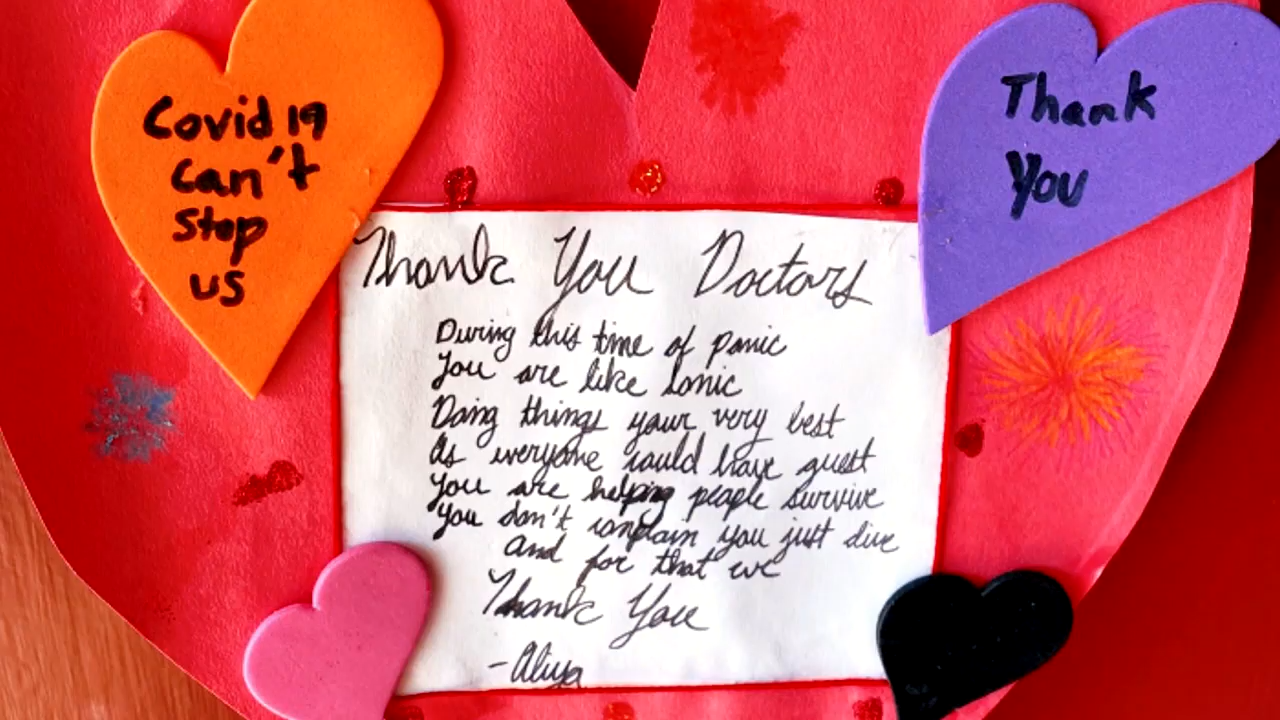 Covid 19
Can't
stop
us
Thank
You
Thank You Doctors
During this time of panic
You are like sonic
Doing things your very best
As everyone could have guest
You are helping people survive
You don't complain you just dive
And for that we
Thank You
-Aliya